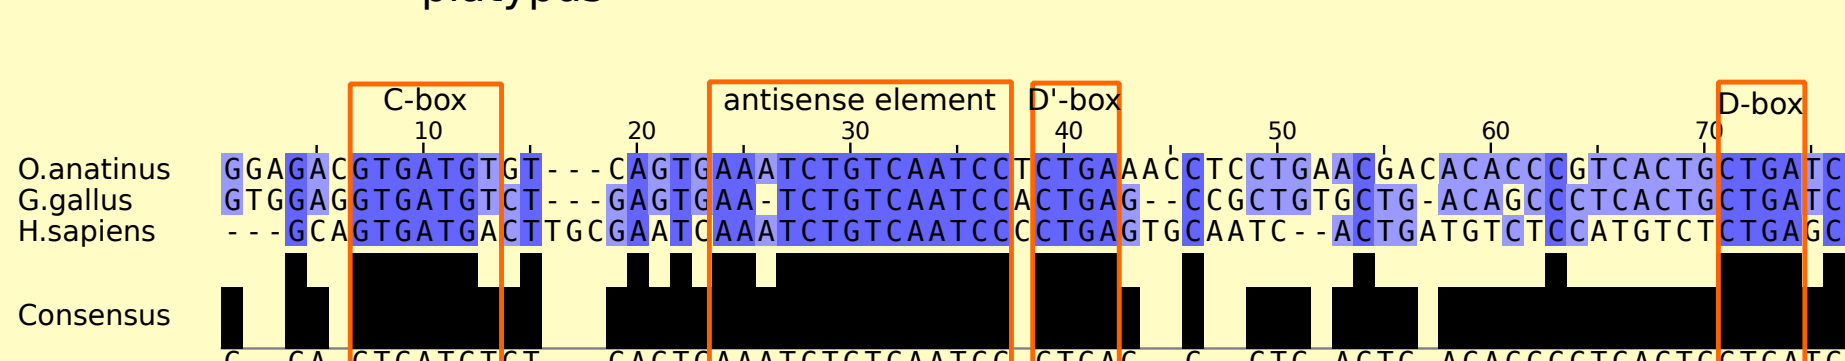 platypus
C-box antisense element D'-box D-box
10 20 30 40 50 60 70
O.anatinus GGAGACGTGATGTGT---CAGTGAAATCTGTCAATCCTCTGAAACCTCCTGAACGACACACCCGTCACTGCTGATC
G.gallus GTGGAGGTGATGTCT---GAGTGAA-TCTGTCAATCCACTGAG--CCGCTGTGCTG-ACAGCCCTCACTGCTGATC
H.sapiens ---GCAGTGATGACTTGCGAATCAAATCTGTCAATCCCCTGAGTGCAATC--ACTGATGTCTCCATGTCTCTGAGC
Consensus